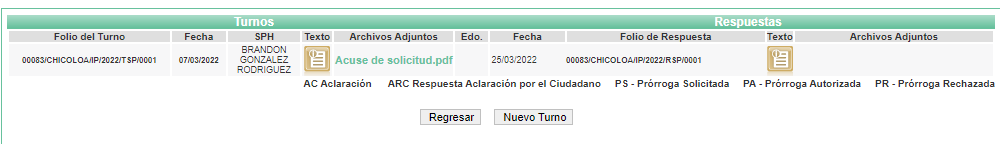 Turnos Respuestas
Folio del Turno Fecha SPH Texto Archivos Adjuntos Edo. Fecha Folio de Respuesta Texto Archivos Adjuntos
00083/CHICOLOA/IP/2022/TSP/0001 07/03/2022 BRANDON GONZALEZ RODRIGUEZ Acuse de solicitud.pdf 25/03/2022 00083/CHICOLOA/IP/2022/RSP/0001
AC Aclaración ARC Respuesta Aclaración por el Ciudadano PS - Prórroga Solicitada PA - Prórroga Autorizada PR - Prórroga Rechazada
Regresar Nuevo Turno